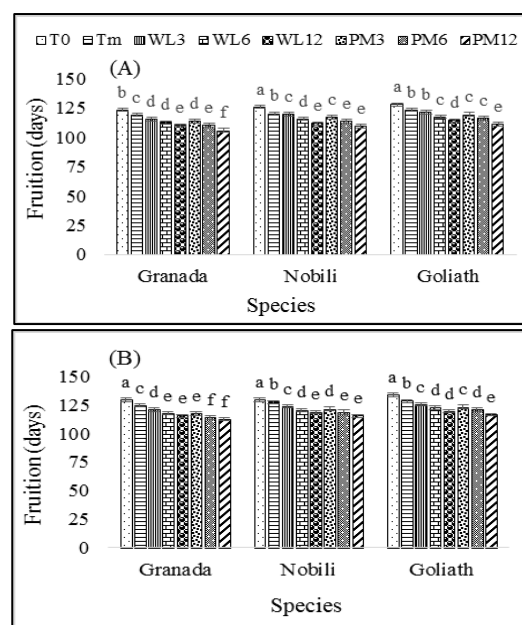 T0 Tm WL3 WL6 WL12 PM3 PM6 PM12
(A)
150
125
100
75
50
25
0
Fruition (days)
b c d d e d e f
a b c d e c d e
a b b c d c c e
Granada Nobili Goliath
Species
(B)
150
125
100
75
50
25
0
Fruition (days)
a c d e e e f f
a b c d e d e e
a b c d d c d e
Granada Nobili Goliath
Species